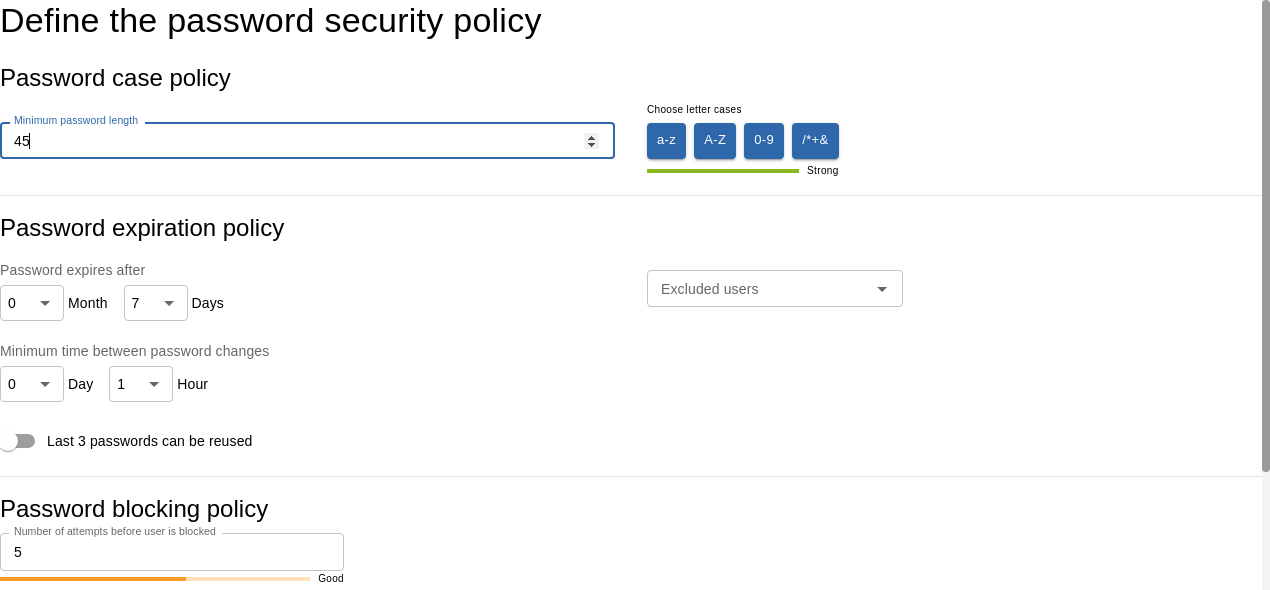 Define the password security policy
Password case policy
Minimum password length
45
Choose letter cases
a-z A-Z 0-9 /*+&
Strong
Password expiration policy
Password expires after
0 Month 7 Days
Excluded users
Minimum time between password changes
0 Day 1 Hour
Last 3 passwords can be reused
Password blocking policy
Number of attempts before user is blocked
5
Good